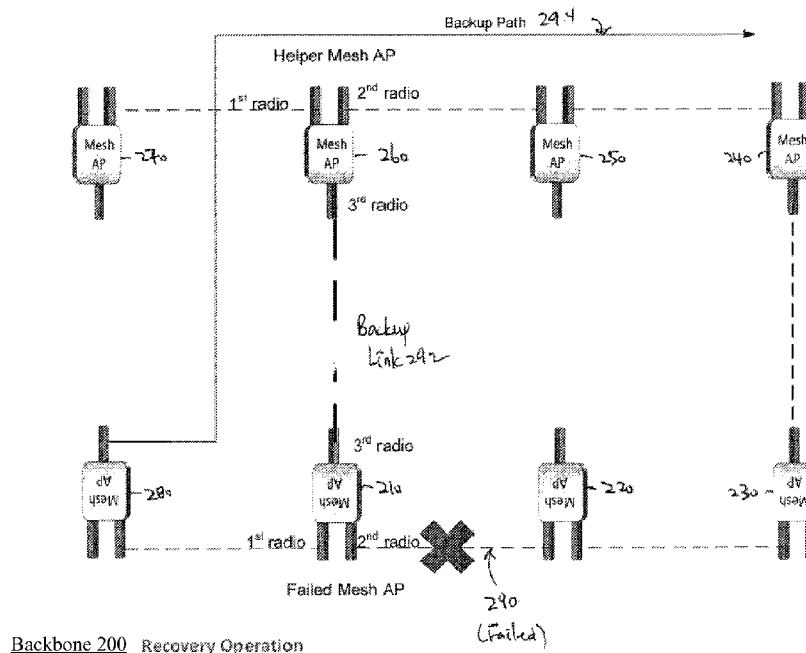 Backup Path 294
Helper Mesh AP
1st radio
2nd radio
Mesh AP 270
Mesh AP 260
Mesh AP 250
240 Mesh AP
3rd radio
Backup Link 292
3rd radio
Mesh AP 280
Mesh AP 210
Mesh AP 220
230 Mesh AP
1st radio
2nd radio
Failed Mesh AP
290
(Failed)
Backbone 200 Recovery Operation